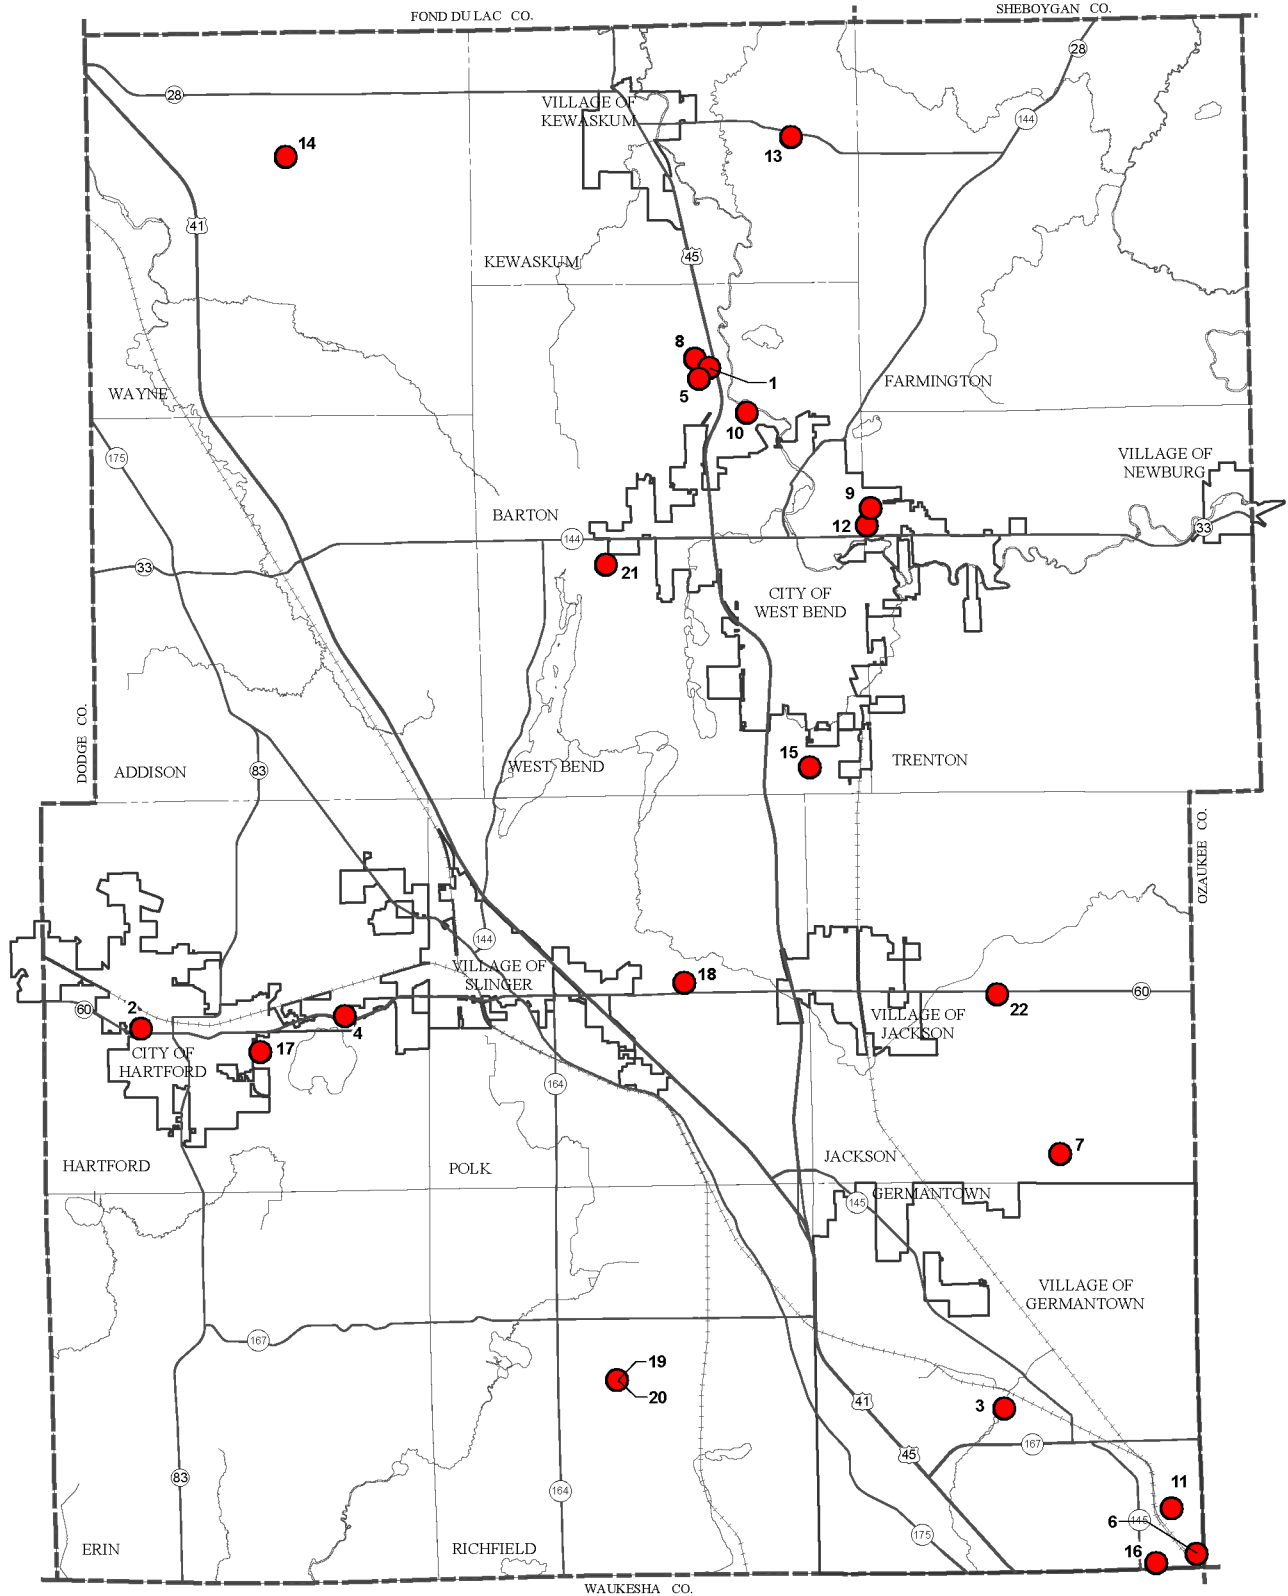 FOND DU LAC CO.
SHEBOYGAN CO.
28
28
VILLAGE OF
KEWASKUM
144
14
13
41
45
KEWASKUM
8
1
5
WAYNE
FARMINGTON
10
175
VILLAGE OF
NEWBURG
9
BARTON
12
33
144
33
21
CITY OF
WEST BEND
DODGE CO.
ADDISON
83
WEST BEND
15
TRENTON
OZAUKEE CO.
144
VILLAGE OF
SLINGER
18
60
22
60
2
4
VILLAGE OF
JACKSON
CITY OF
HARTFORD
17
164
7
HARTFORD
POLK
JACKSON
GERMANTOWN
145
VILLAGE OF
GERMANTOWN
167
19
20
41
3
45
167
83
164
11
6
145
175
ERIN
RICHFIELD
16
WAUKESHA CO.